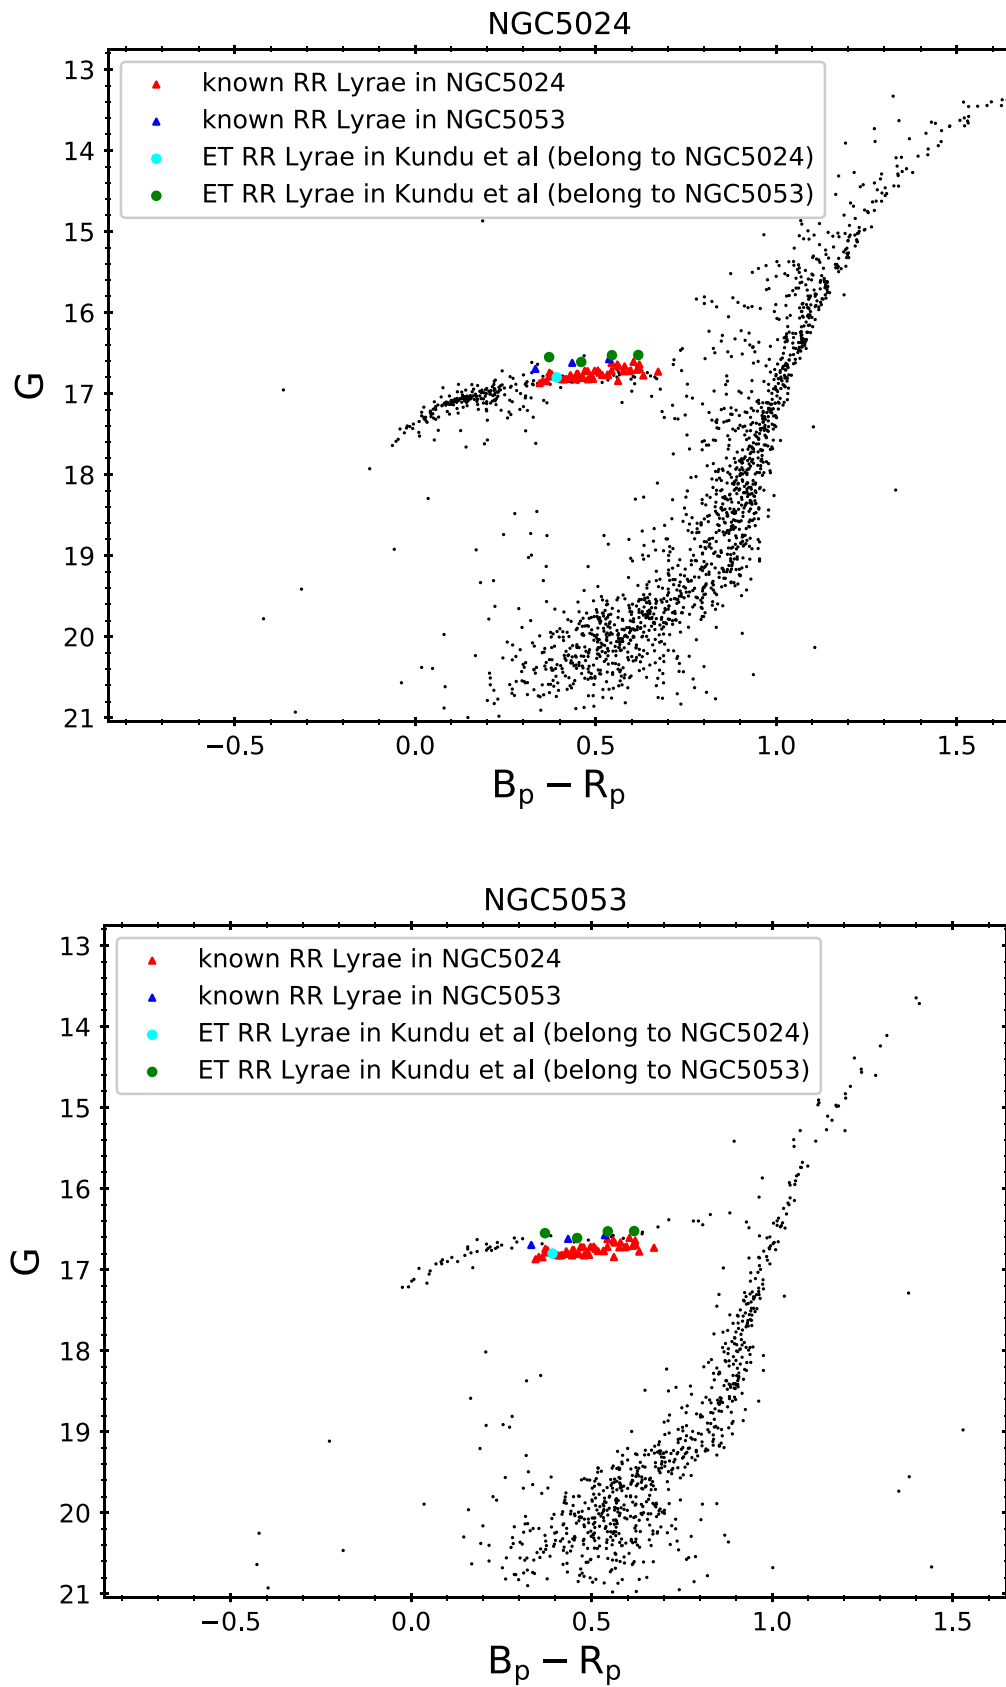 NGC5024
known RR Lyrae in NGC5024
known RR Lyrae in NGC5053
ET RR Lyrae in Kundu et al (belong to NGC5024)
ET RR Lyrae in Kundu et al (belong to NGC5053)
13
14
15
16
17
18
19
20
21
G
−0.5 0.0 0.5 1.0 1.5
Bp − Rp
NGC5053
known RR Lyrae in NGC5024
known RR Lyrae in NGC5053
ET RR Lyrae in Kundu et al (belong to NGC5024)
ET RR Lyrae in Kundu et al (belong to NGC5053)
13
14
15
16
17
18
19
20
21
G
−0.5 0.0 0.5 1.0 1.5
Bp − Rp